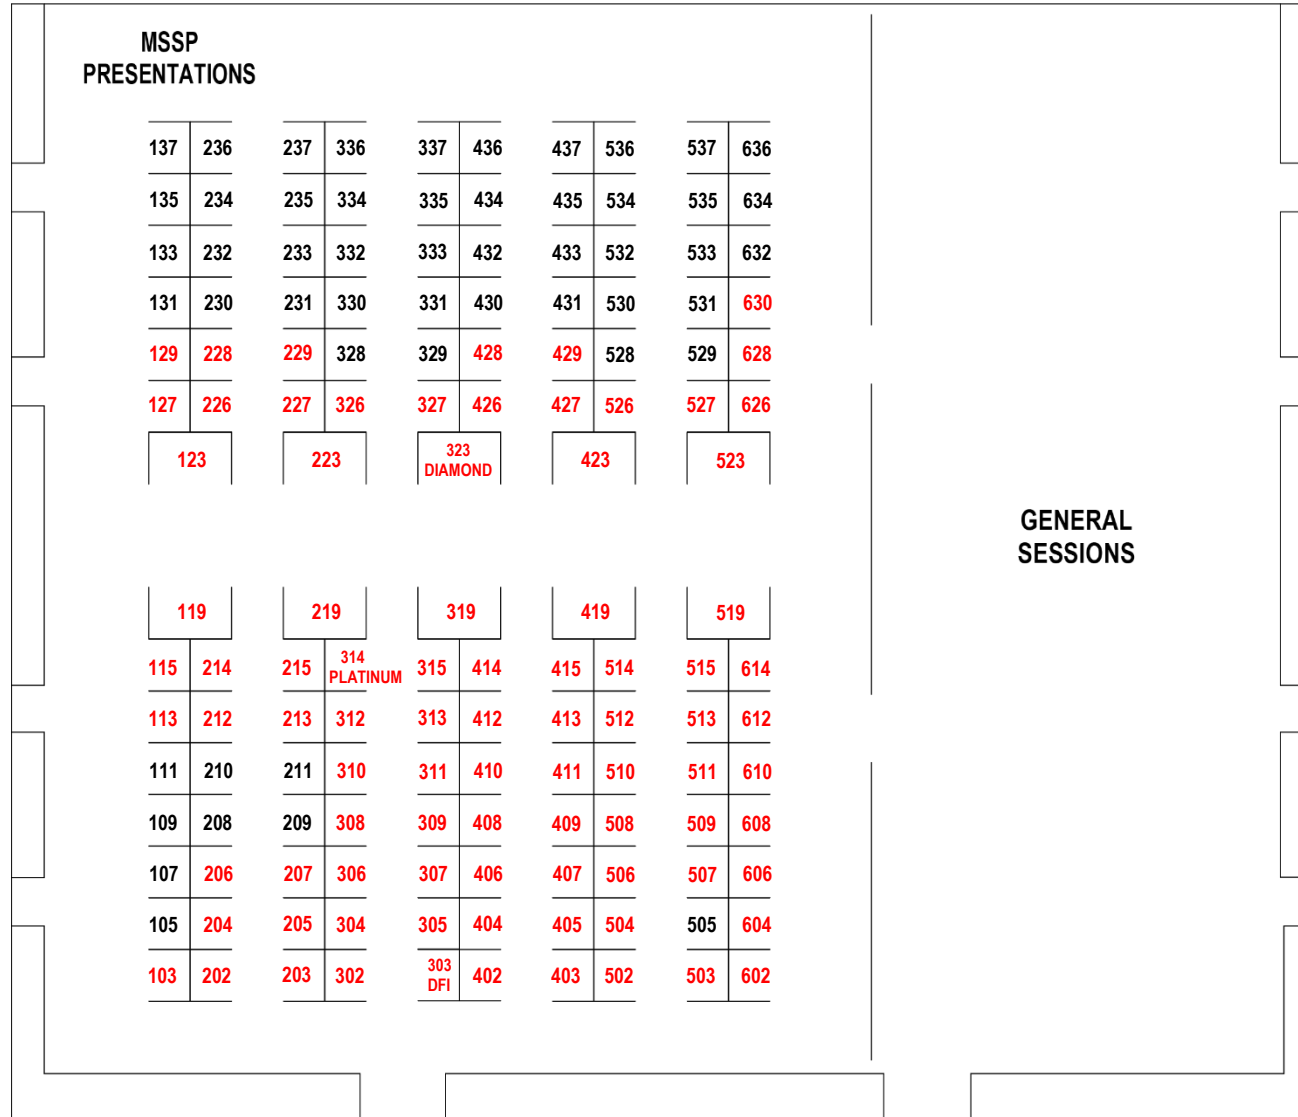 MSSP
PRESENTATIONS
137 236 237 336 337 436 437 536 537 636
135 234 235 334 335 434 435 534 535 634
133 232 233 332 333 432 433 532 533 632
131 230 231 330 331 430 431 530 531 630
129 228 229 328 329 428 429 528 529 628
127 226 227 326 327 426 427 526 527 626
123 223 323 DIAMOND 423 523
GENERAL
SESSIONS
119 219 319 419 519
115 214 215 314 PLATINUM 315 414 415 514 515 614
113 212 213 312 313 412 413 512 513 612
111 210 211 310 311 410 411 510 511 610
109 208 209 308 309 408 409 508 509 608
107 206 207 306 307 406 407 506 507 606
105 204 205 304 305 404 405 504 505 604
103 202 203 302 303 DFI 402 403 502 503 602